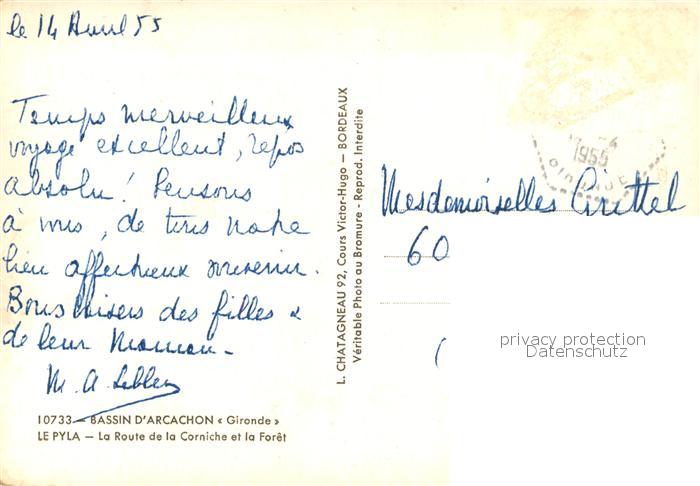 le 14 Avril 55
Temps merveilleux
voyage excellent, repos
absolu ! Pensons
à vous, de tous notre
bien affectueux souvenir.
Bons baisers des filles &
de leur Maman.
M. A.
10733 — BASSIN D'ARCACHON « Gironde »
LE PYLA — La Route de la Corniche et la Forêt
L. CHATAGNEAU 92, Cours Victor-Hugo — BORDEAUX
Véritable Photo au Bromure - Reprod. Interdite
1955
GIRONDE
Mesdemoiselles
60
privacy protection
Datenschutz